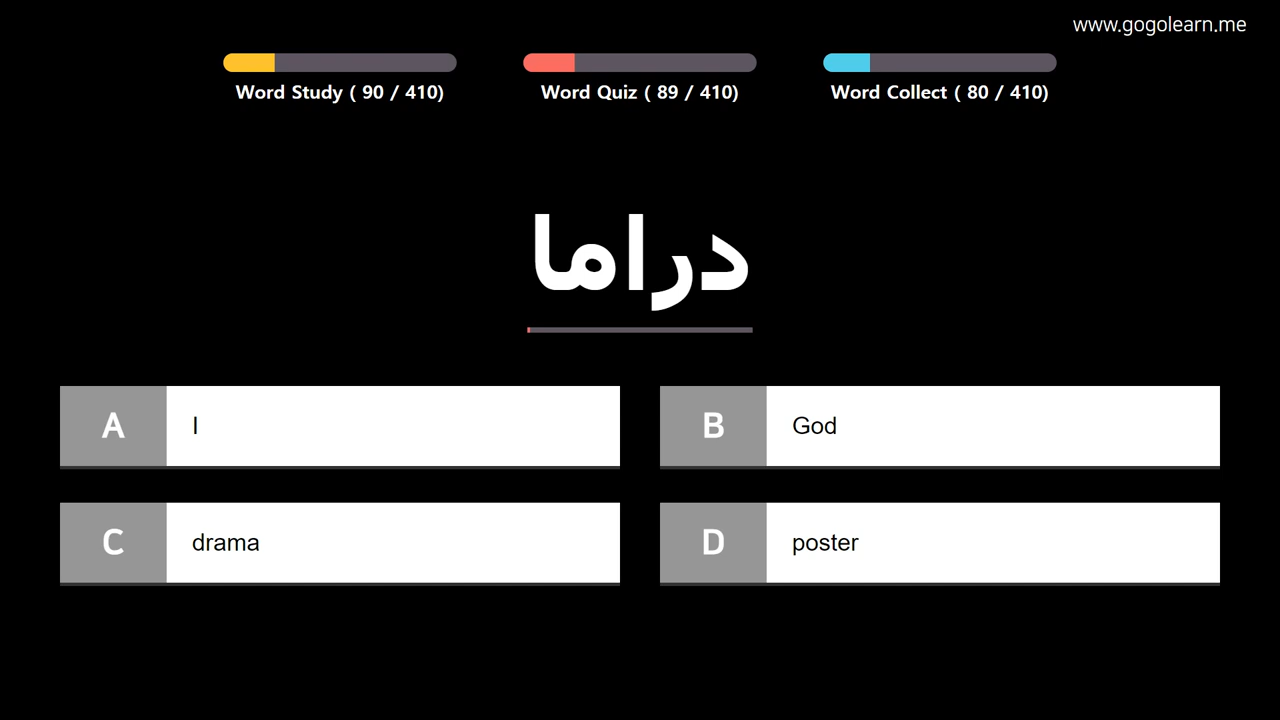 www.gogolearn.me
Word Study ( 90 / 410)
Word Quiz ( 89 / 410)
Word Collect ( 80 / 410)
دراما
A I
B God
C drama
D poster